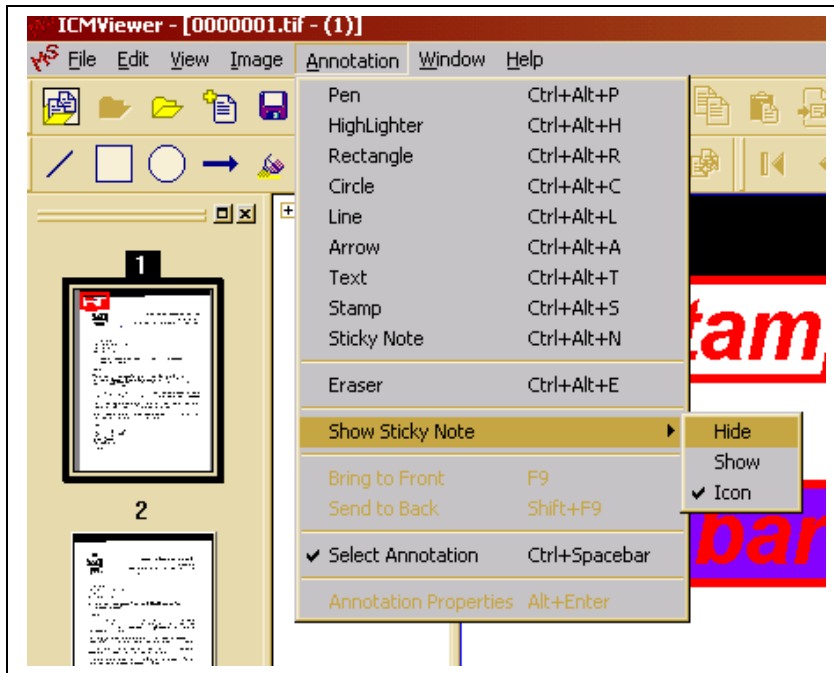 ICMViewer - [0000001.tif - (1)]
File Edit View Image Annotation Window Help
Pen Ctrl+Alt+P
HighLighter Ctrl+Alt+H
Rectangle Ctrl+Alt+R
Circle Ctrl+Alt+C
Line Ctrl+Alt+L
Arrow Ctrl+Alt+A
Text Ctrl+Alt+T
Stamp Ctrl+Alt+S
Sticky Note Ctrl+Alt+N
Eraser Ctrl+Alt+E
Show Sticky Note
Hide
Show
Icon
Bring to Front F9
Send to Back Shift+F9
Select Annotation Ctrl+Spacebar
Annotation Properties Alt+Enter
1
2
tam
bar